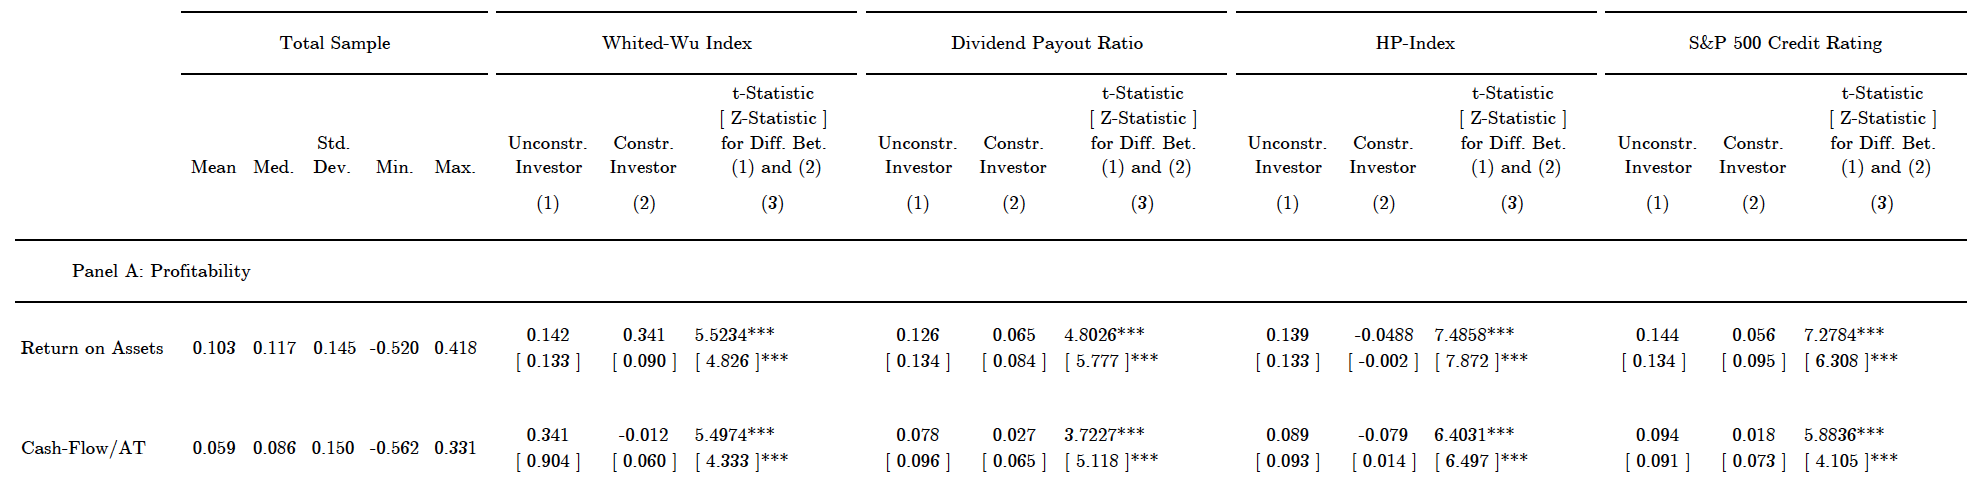 Total Sample Whited-Wu Index Dividend Payout Ratio HP-Index S&P 500 Credit Rating
t-Statistic t-Statistic t-Statistic t-Statistic
[ Z-Statistic ] [ Z-Statistic ] [ Z-Statistic ] [ Z-Statistic ]
Std. Unconstr. Constr. for Diff. Bet. Unconstr. Constr. for Diff. Bet. Unconstr. Constr. for Diff. Bet. Unconstr. Constr. for Diff. Bet.
Mean Med. Dev. Min. Max. Investor Investor (1) and (2) Investor Investor (1) and (2) Investor Investor (1) and (2) Investor Investor (1) and (2)
(1) (2) (3) (1) (2) (3) (1) (2) (3) (1) (2) (3)
Panel A: Profitability
0.142 0.341 5.5234*** 0.126 0.065 4.8026*** 0.139 -0.0488 7.4858*** 0.144 0.056 7.2784***
Return on Assets 0.103 0.117 0.145 -0.520 0.418
[ 0.133 ] [ 0.090 ] [ 4.826 ]*** [ 0.134 ] [ 0.084 ] [ 5.777 ]*** [ 0.133 ] [ -0.002 ] [ 7.872 ]*** [ 0.134 ] [ 0.095 ] [ 6.308 ]***
0.341 -0.012 5.4974*** 0.078 0.027 3.7227*** 0.089 -0.079 6.4031*** 0.094 0.018 5.8836***
Cash-Flow/AT 0.059 0.086 0.150 -0.562 0.331
[ 0.904 ] [ 0.060 ] [ 4.333 ]*** [ 0.096 ] [ 0.065 ] [ 5.118 ]*** [ 0.093 ] [ 0.014 ] [ 6.497 ]*** [ 0.091 ] [ 0.073 ] [ 4.105 ]***